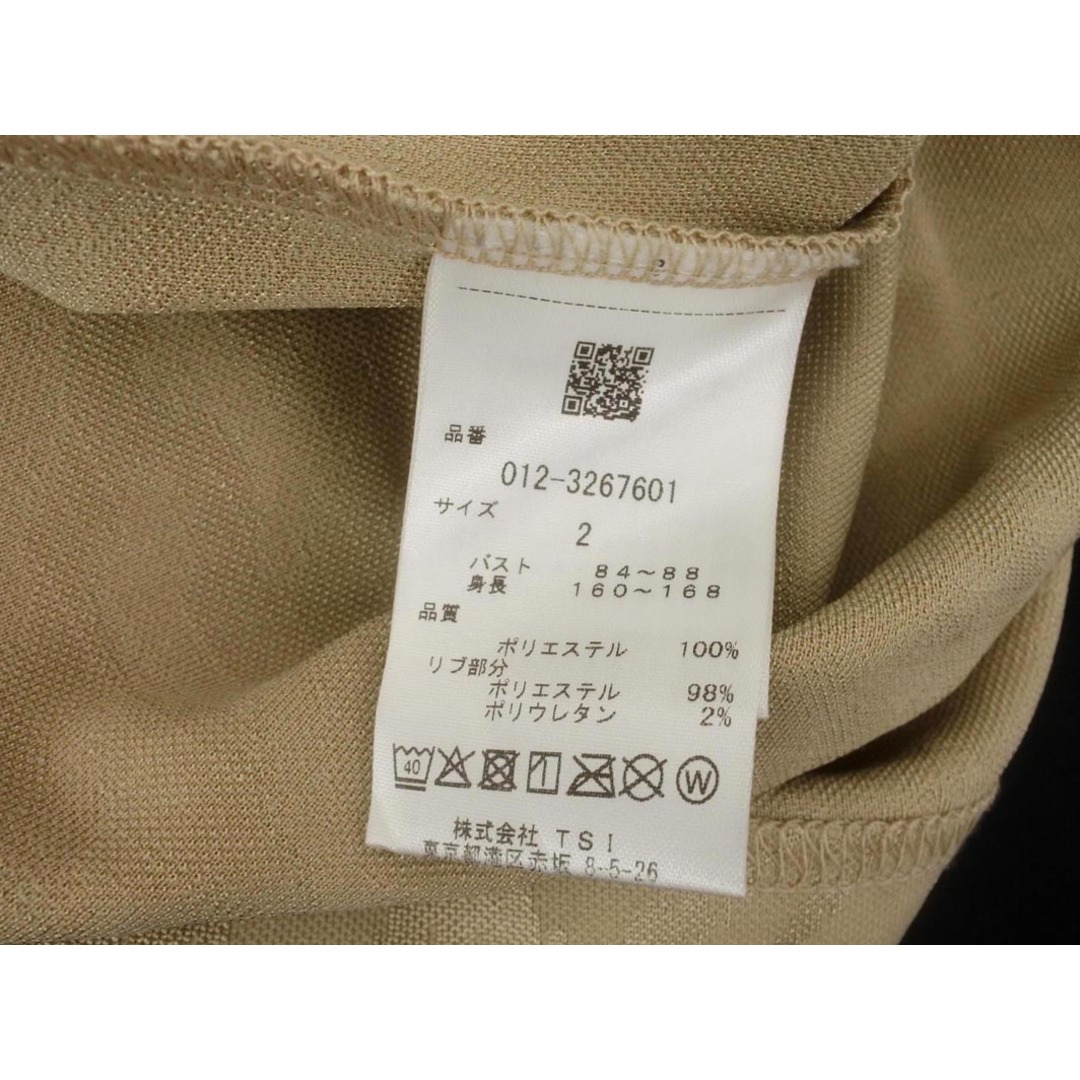 品番
012-3267601
サイズ
2
バスト 84~88
身長 160~168
品質
ポリエステル 100%
リブ部分
ポリエステル 98%
ポリウレタン 2%
40 W
株式会社 TSI
東京都港区赤坂 8-5-26